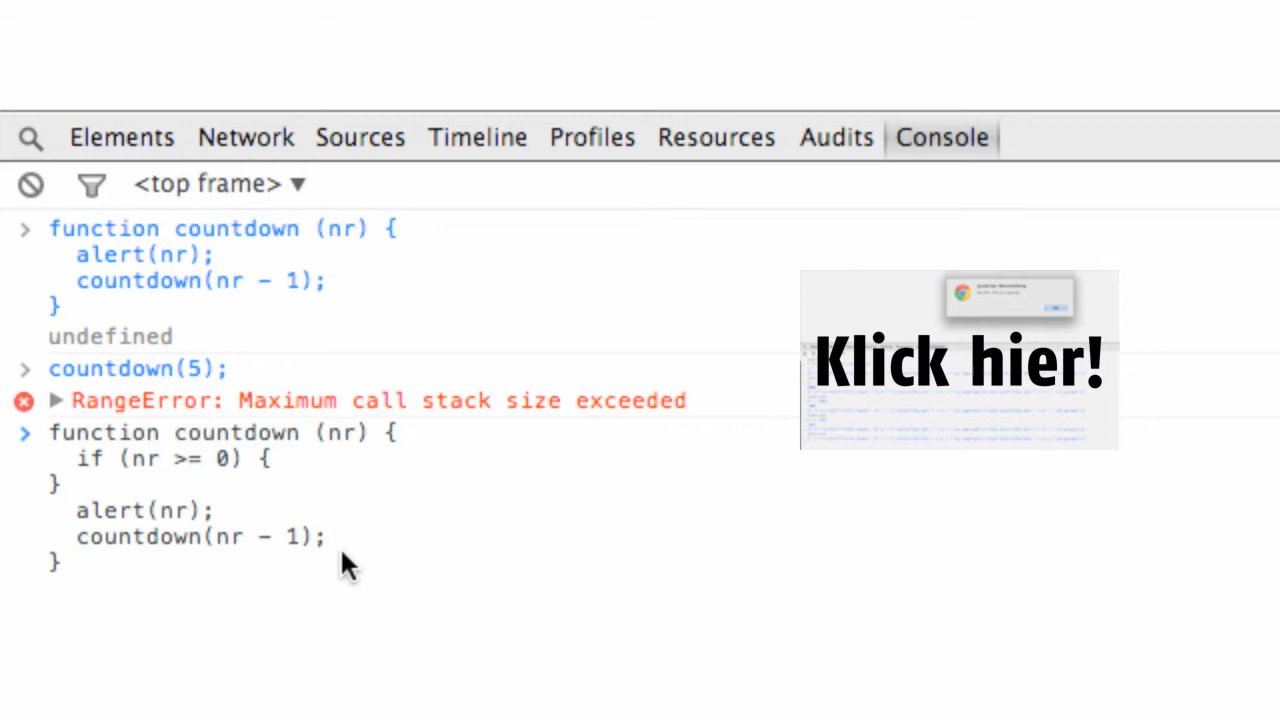 Elements Network Sources Timeline Profiles Resources Audits Console
<top frame> ▼
> function countdown (nr) {
alert(nr);
countdown(nr - 1);
}
undefined
> countdown(5);
RangeError: Maximum call stack size exceeded
> function countdown (nr) {
if (nr >= 0) {
}
alert(nr);
countdown(nr - 1);
}
Klick hier!